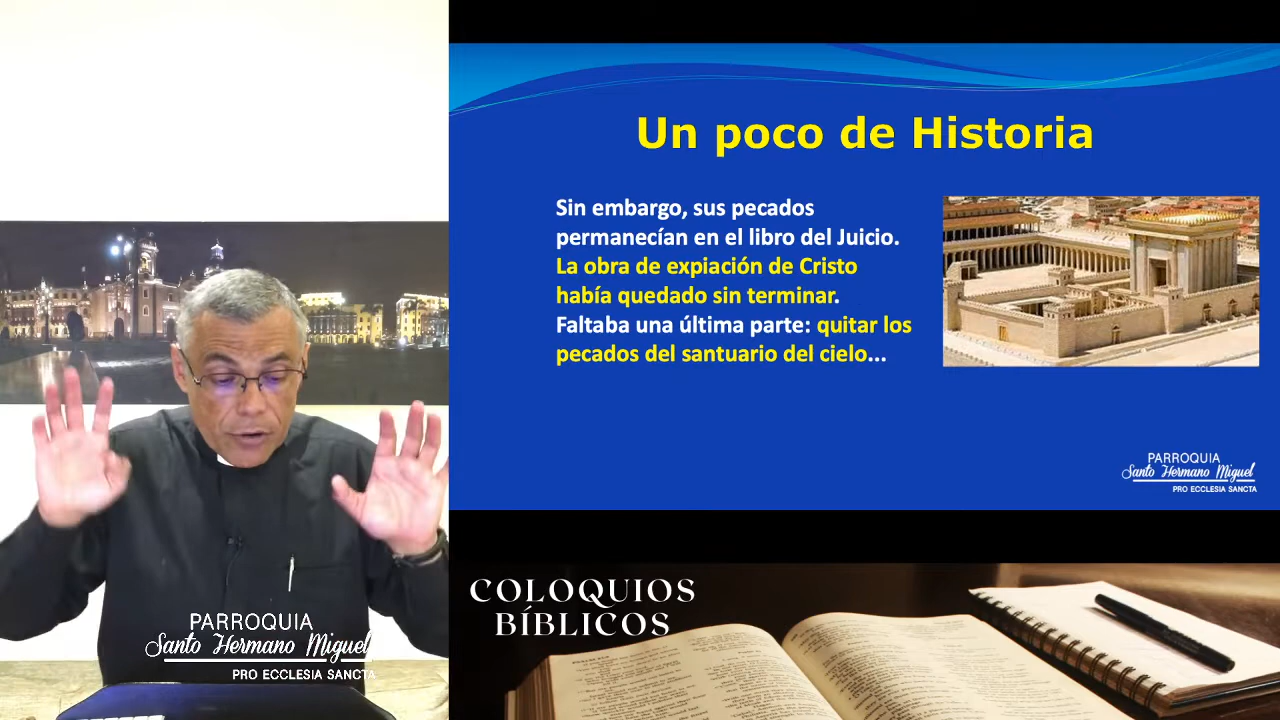 Un poco de Historia
Sin embargo, sus pecados
permanecían en el libro del Juicio.
La obra de expiación de Cristo
había quedado sin terminar.
Faltaba una última parte: quitar los
pecados del santuario del cielo...
PARROQUIA
Santo Hermano Miguel
PRO ECCLESIA SANCTA
COLOQUIOS
BÍBLICOS
PARROQUIA
Santo Hermano Miguel
PRO ECCLESIA SANCTA